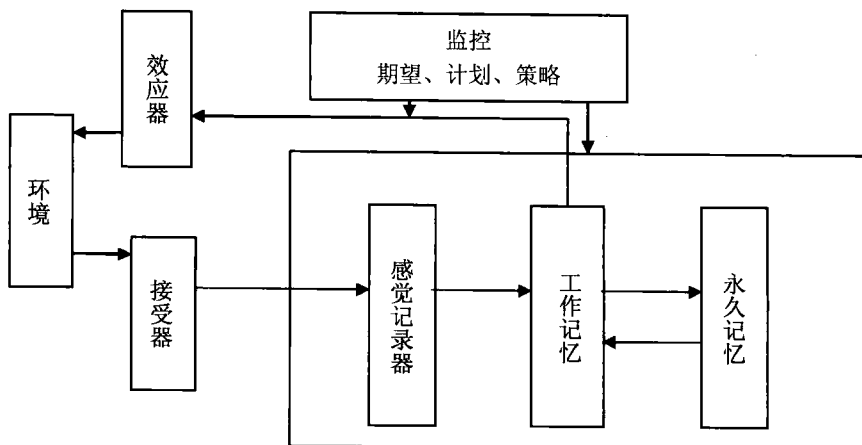 监控
期望、计划、策略
效应器
环境
接受器
感觉记录器
工作记忆
永久记忆